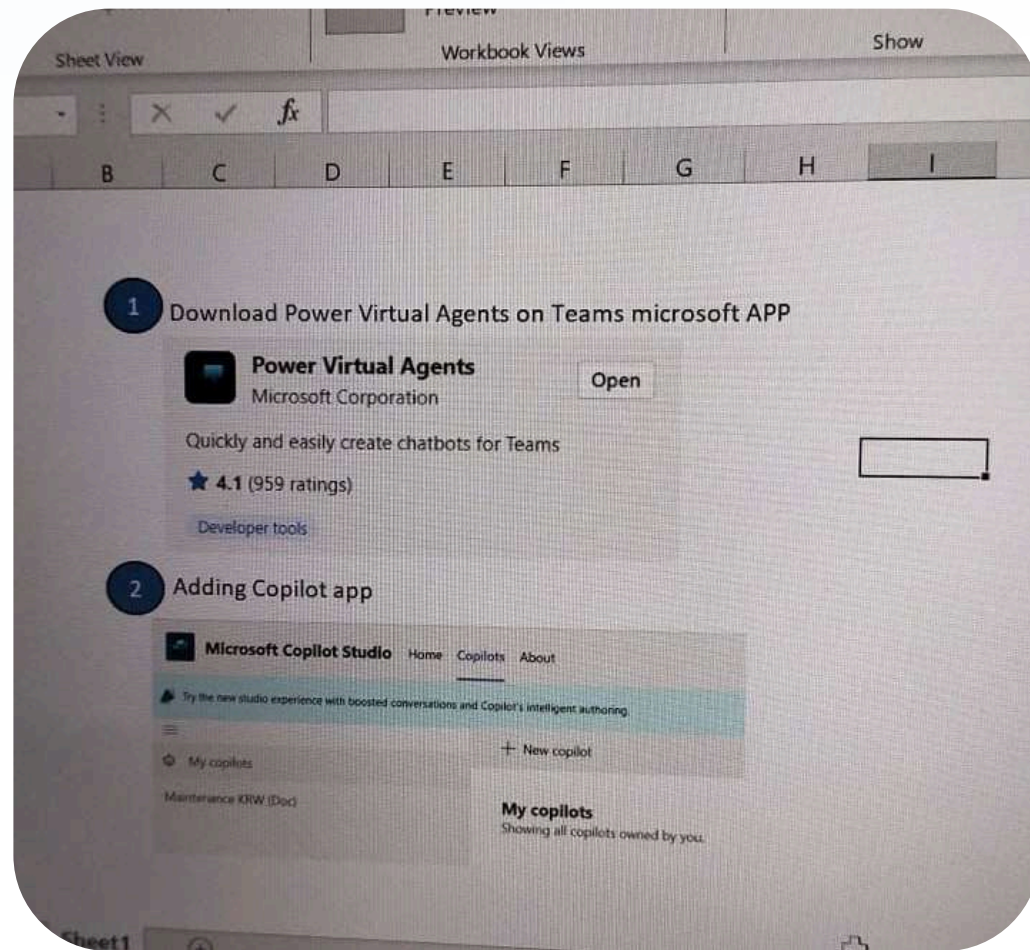 Preview
Sheet View
Workbook Views
Show
fx
B C D E F G H I
1
Download Power Virtual Agents on Teams microsoft APP
Power Virtual Agents
Microsoft Corporation
Open
Quickly and easily create chatbots for Teams
4.1 (959 ratings)
Developer tools
2
Adding Copilot app
Microsoft Copilot Studio Home Copilots About
Try the new studio experience with boosted conversations and Copilot's intelligent authoring.
+ New copilot
My copilots
Maintenance KRW (Doc)
My copilots
Showing all copilots owned by you.
Sheet1